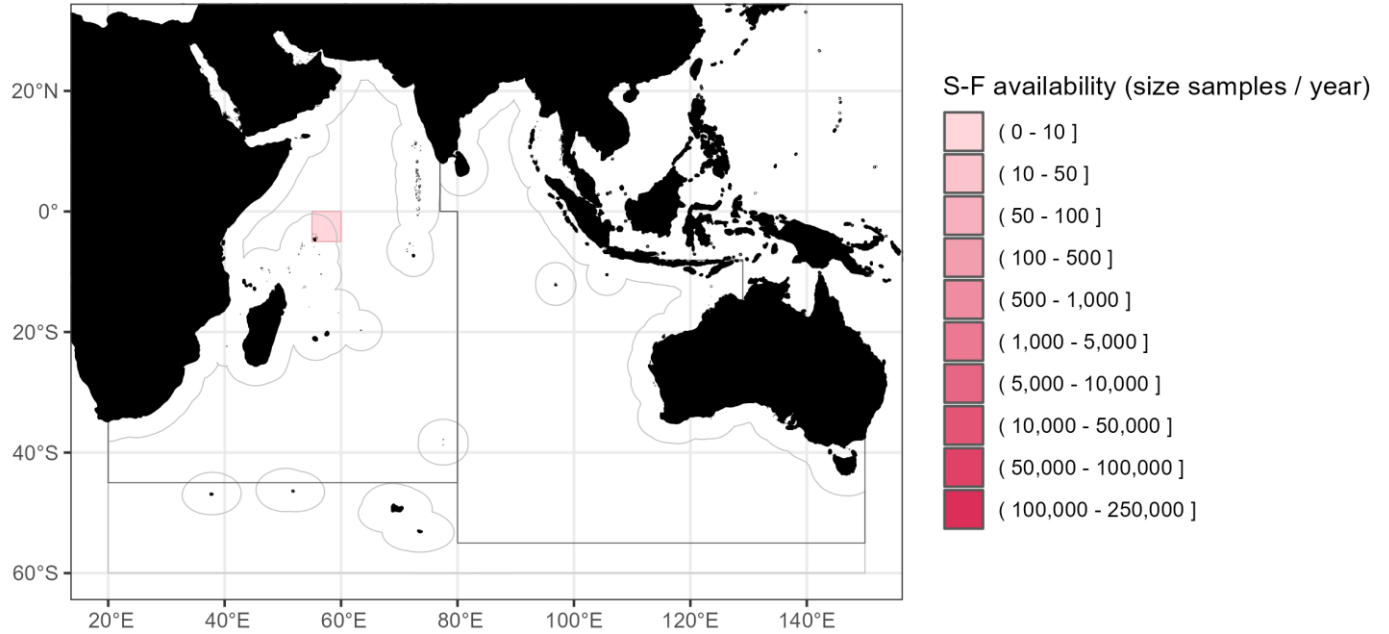 S-F availability (size samples / year)
( 0 - 10 ]
( 10 - 50 ]
( 50 - 100 ]
( 100 - 500 ]
( 500 - 1,000 ]
( 1,000 - 5,000 ]
( 5,000 - 10,000 ]
( 10,000 - 50,000 ]
( 50,000 - 100,000 ]
( 100,000 - 250,000 ]
20°N
0°
20°S
40°S
60°S
20°E 40°E 60°E 80°E 100°E 120°E 140°E